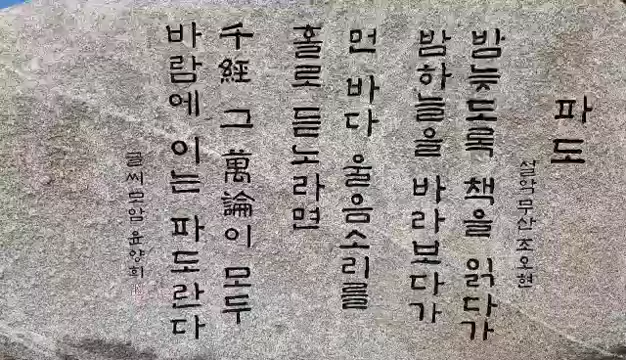 파도
설악무산 조오현
밤늦도록 책을 읽다가
밤하늘을 바라보다가
먼 바다 울음소리를
홀로 듣노라면
千經 그 萬論이 모두
바람에 이는 파도란다
글씨 모암 윤양희